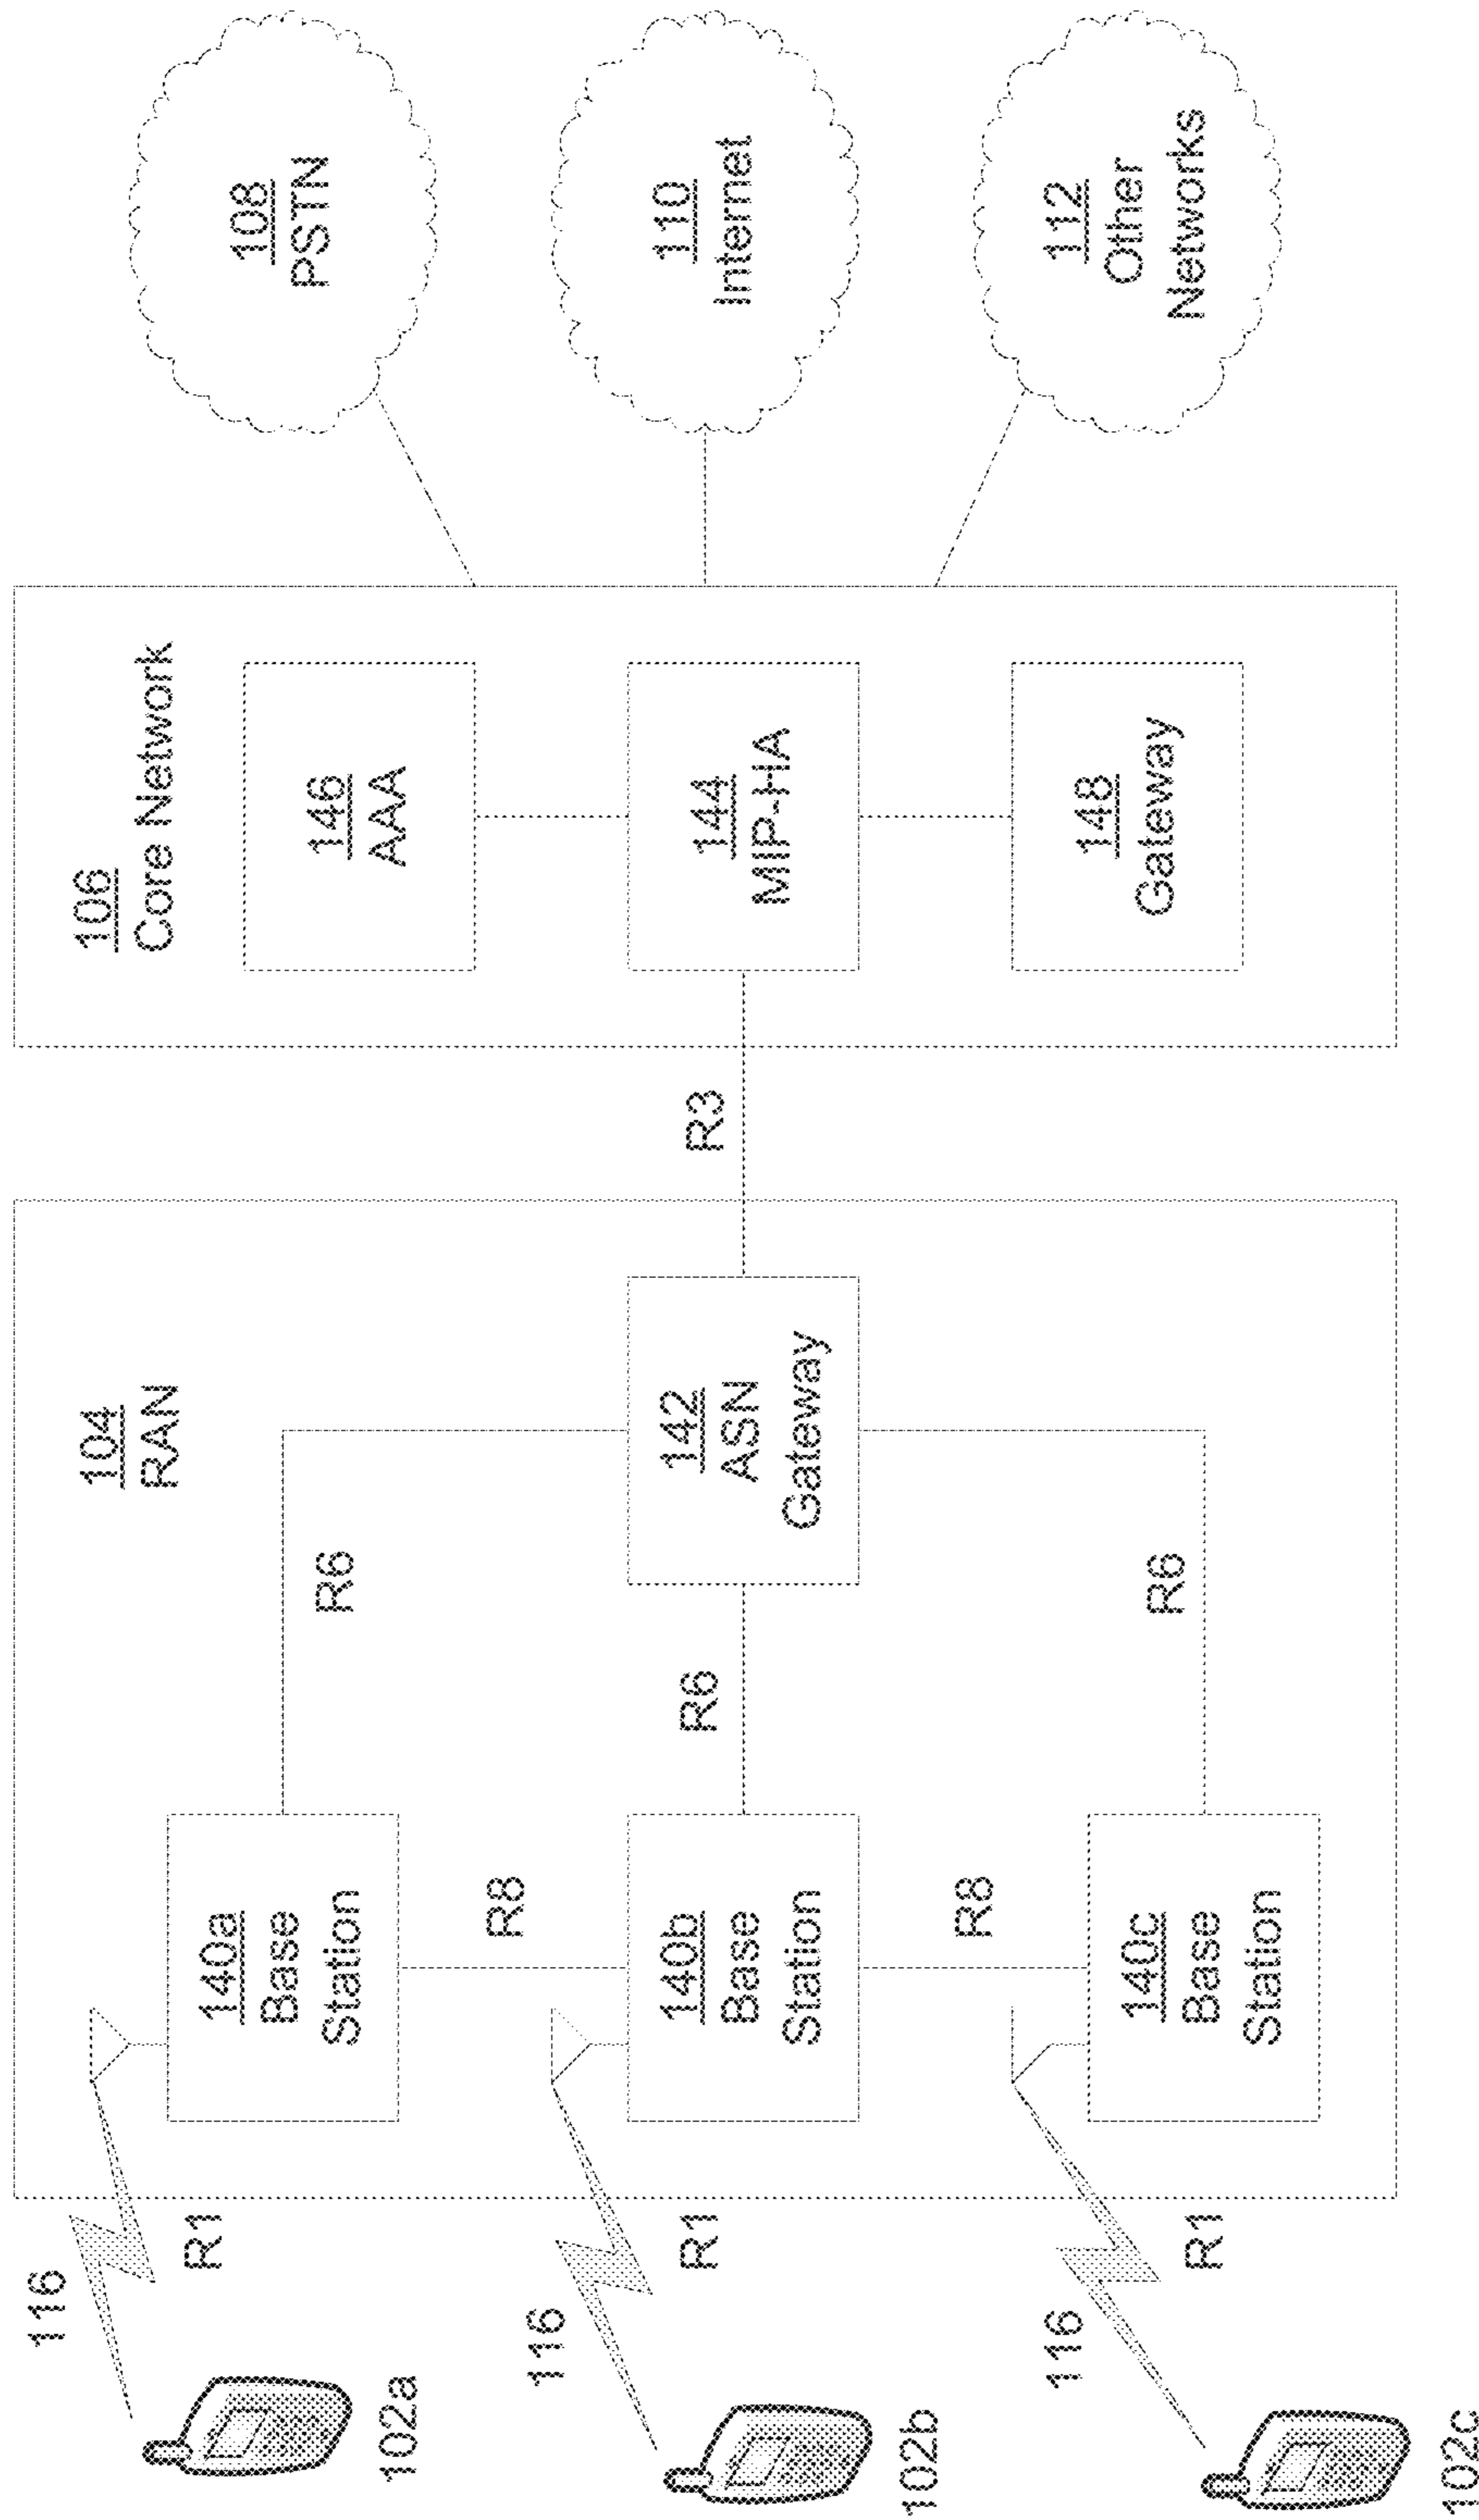 116
R1
102a
116
R1
102b
116
R1
102c
104
RAN
140a
Base
Station
R8
140b
Base
Station
R8
140c
Base
Station
R6
R6
R6
142
ASN
Gateway
R3
106
Core Network
146
AAA
144
MIP-HA
148
Gateway
108
PSTN
110
Internet
112
Other
Networks